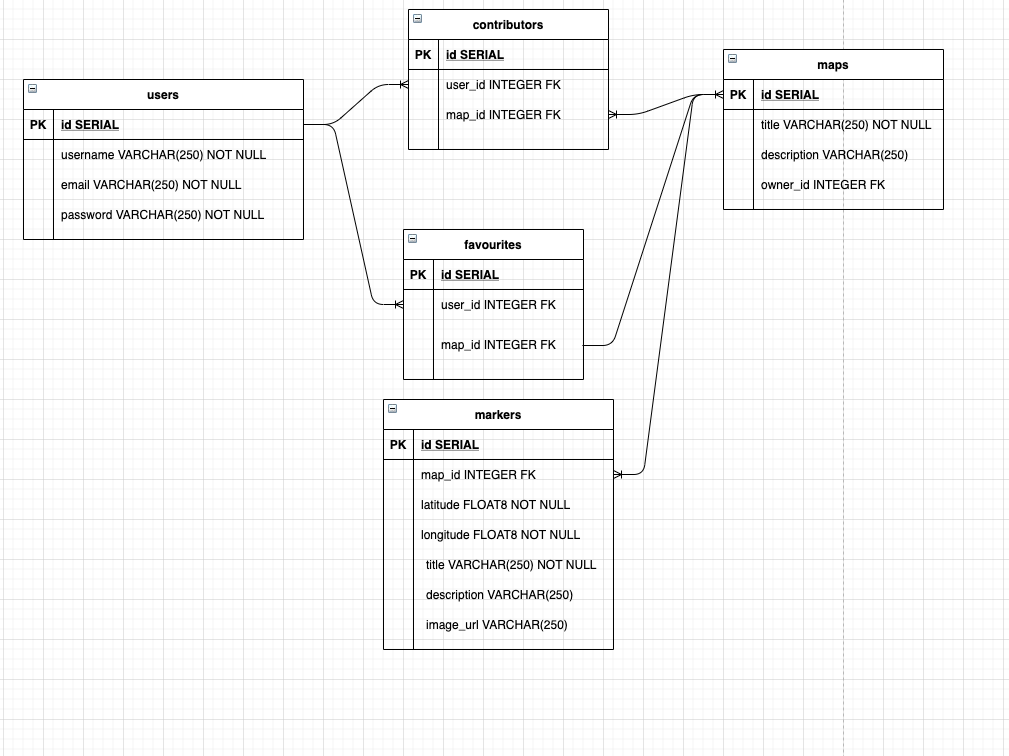 contributors
PK id SERIAL
user_id INTEGER FK
map_id INTEGER FK
maps
PK id SERIAL
title VARCHAR(250) NOT NULL
description VARCHAR(250)
owner_id INTEGER FK
users
PK id SERIAL
username VARCHAR(250) NOT NULL
email VARCHAR(250) NOT NULL
password VARCHAR(250) NOT NULL
favourites
PK id SERIAL
user_id INTEGER FK
map_id INTEGER FK
markers
PK id SERIAL
map_id INTEGER FK
latitude FLOAT8 NOT NULL
longitude FLOAT8 NOT NULL
title VARCHAR(250) NOT NULL
description VARCHAR(250)
image_url VARCHAR(250)